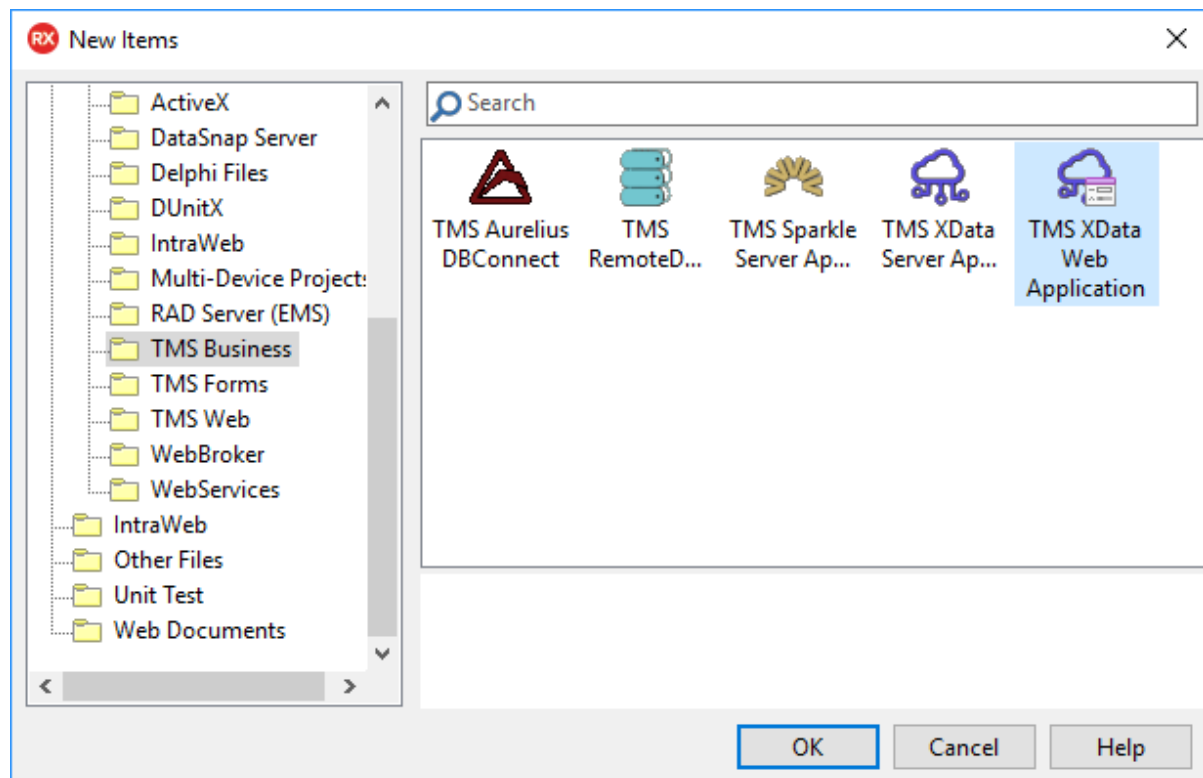 RX New Items
ActiveX
DataSnap Server
Delphi Files
DUnitX
IntraWeb
Multi-Device Projects
RAD Server (EMS)
TMS Business
TMS Forms
TMS Web
WebBroker
WebServices
IntraWeb
Other Files
Unit Test
Web Documents
Search
TMS Aurelius
DBConnect
TMS
RemoteD...
TMS Sparkle
Server Ap...
TMS XData
Server Ap...
TMS XData
Web
Application
OK
Cancel
Help